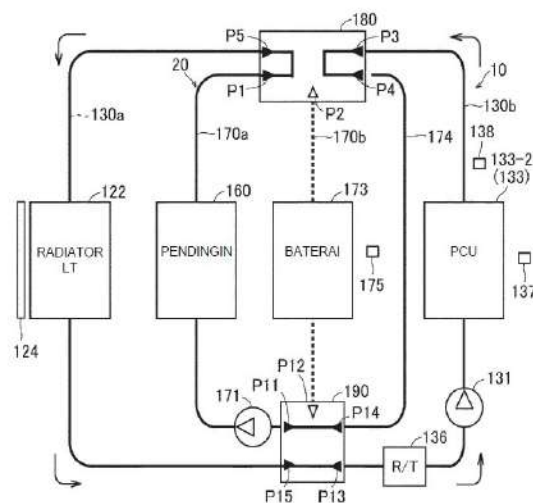 180
P5
P3
20
10
P1
P4
P2
130a
170a
170b
174
130b
138
133-2
(133)
122
160
173
RADIATOR
LT
PENDINGIN
BATERAI
PCU
175
137
124
P12
190
131
171
P11
P14
136
R/T
P15
P13